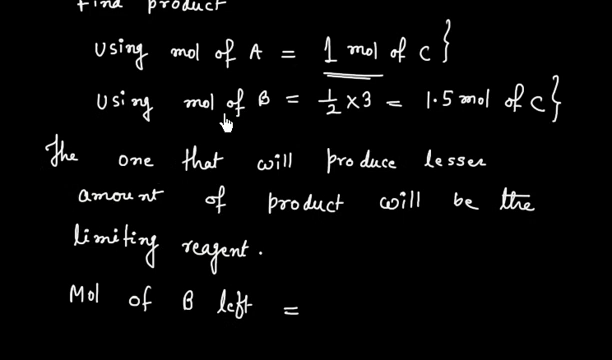 Find product
Using mol of A = 1 mol of C}
Using mol of B = 1/2 × 3 = 1.5 mol of C}
The one that will produce lesser
amount of product will be the
limiting reagent.
Mol of B left =